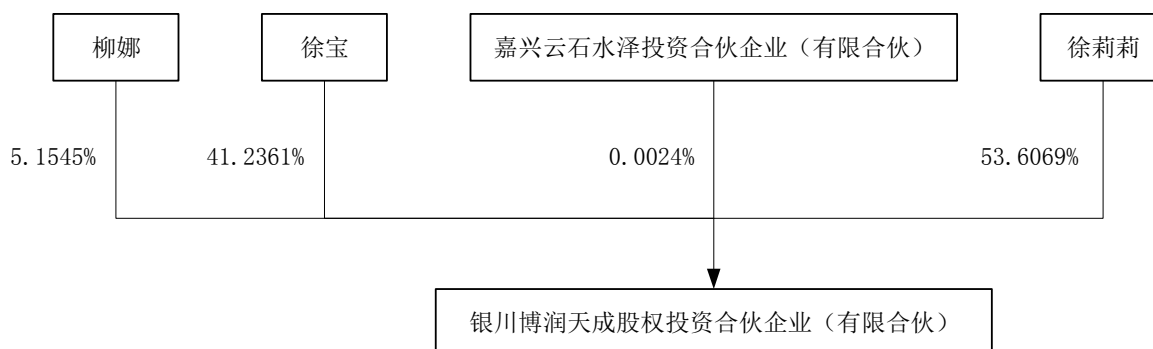 柳娜
徐宝
嘉兴云石水泽投资合伙企业（有限合伙）
徐莉莉
5.1545%
41.2361%
0.0024%
53.6069%
银川博润天成股权投资合伙企业（有限合伙）